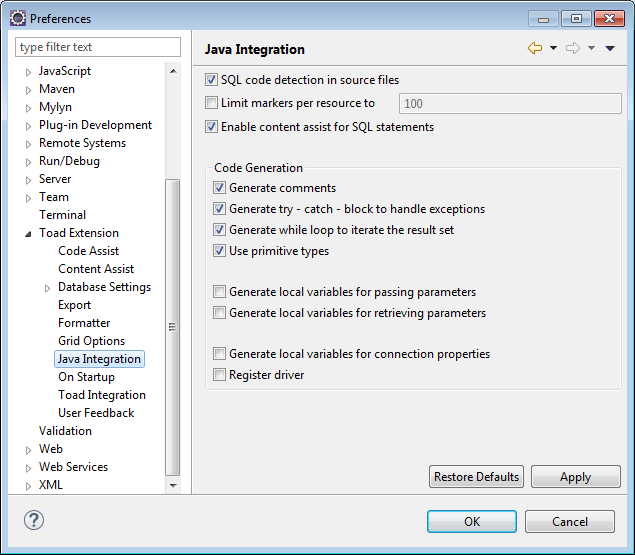 Preferences
type filter text
JavaScript
Maven
Mylyn
Plug-in Development
Remote Systems
Run/Debug
Server
Team
Terminal
Toad Extension
Code Assist
Content Assist
Database Settings
Export
Formatter
Grid Options
Java Integration
On Startup
Toad Integration
User Feedback
Validation
Web
Web Services
XML
Java Integration
SQL code detection in source files
Limit markers per resource to 100
Enable content assist for SQL statements
Code Generation
Generate comments
Generate try - catch - block to handle exceptions
Generate while loop to iterate the result set
Use primitive types
Generate local variables for passing parameters
Generate local variables for retrieving parameters
Generate local variables for connection properties
Register driver
Restore Defaults Apply
? OK Cancel